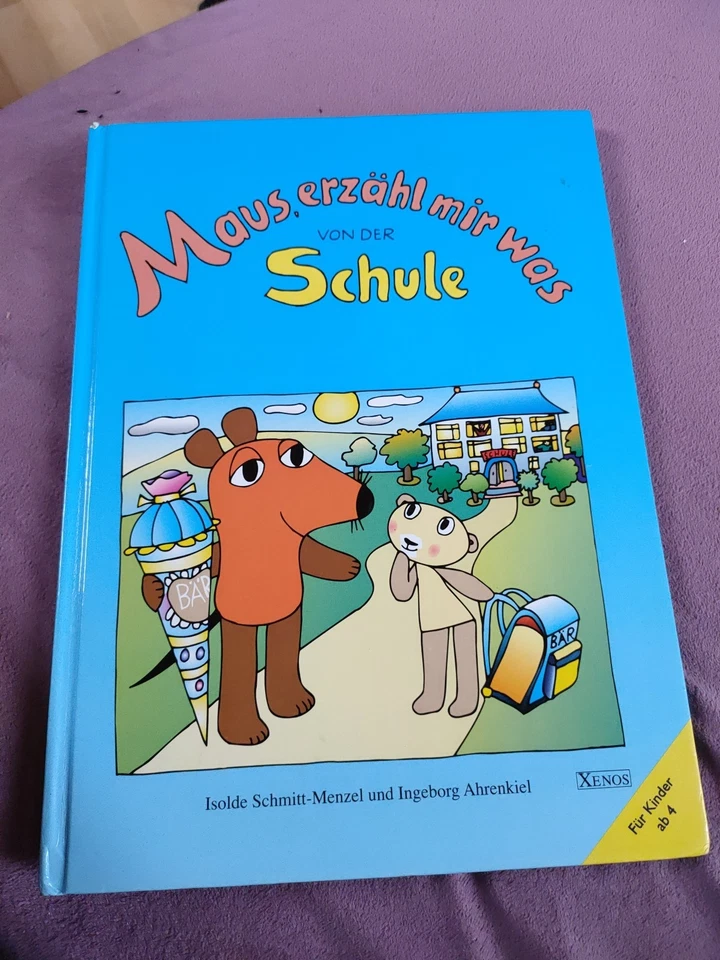 Maus, erzähl mir was
VON DER
Schule
SCHULE
BÄR
BÄR
Isolde Schmitt-Menzel und Ingeborg Ahrenkiel
XENOS
Für Kinder
ab 4